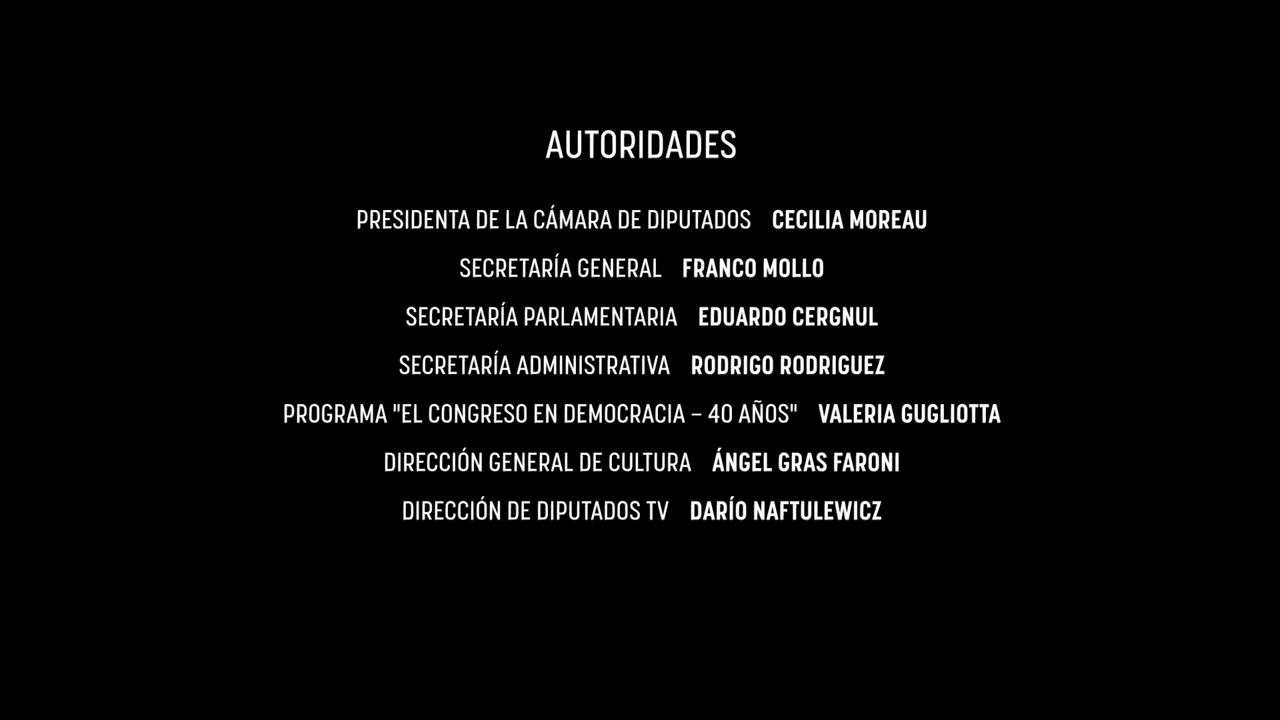 AUTORIDADES
PRESIDENTA DE LA CÁMARA DE DIPUTADOS CECILIA MOREAU
SECRETARÍA GENERAL FRANCO MOLLO
SECRETARÍA PARLAMENTARIA EDUARDO CERGNUL
SECRETARÍA ADMINISTRATIVA RODRIGO RODRIGUEZ
PROGRAMA "EL CONGRESO EN DEMOCRACIA – 40 AÑOS" VALERIA GUGLIOTTA
DIRECCIÓN GENERAL DE CULTURA ÁNGEL GRAS FARONI
DIRECCIÓN DE DIPUTADOS TV DARÍO NAFTULEWICZ